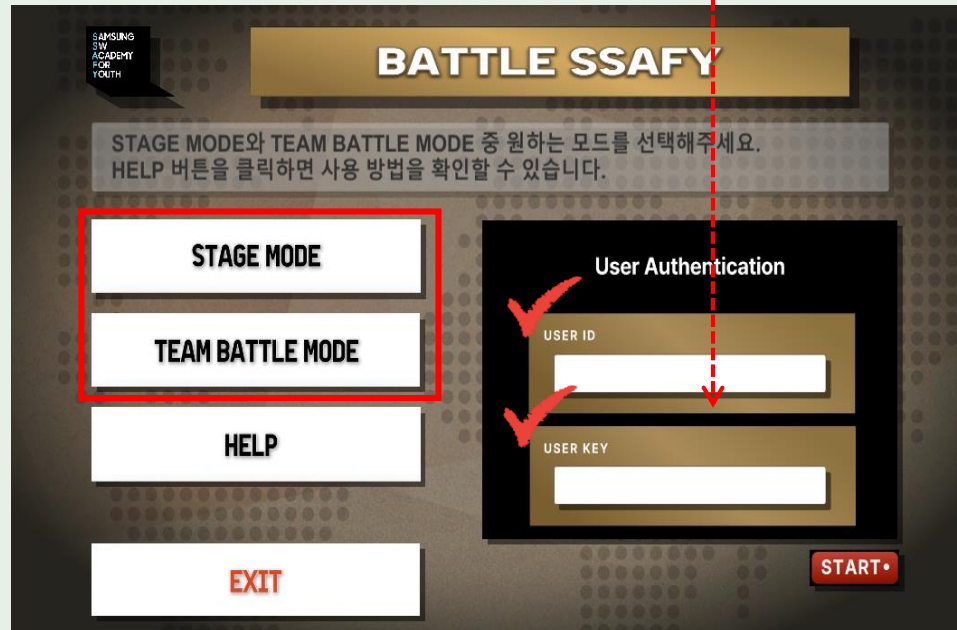 SAMSUNG
SW
ACADEMY
FOR
YOUTH
BATTLE SSAFY
STAGE MODE와 TEAM BATTLE MODE 중 원하는 모드를 선택해주세요.
HELP 버튼을 클릭하면 사용 방법을 확인할 수 있습니다.
STAGE MODE
TEAM BATTLE MODE
HELP
EXIT
User Authentication
USER ID
USER KEY
START•